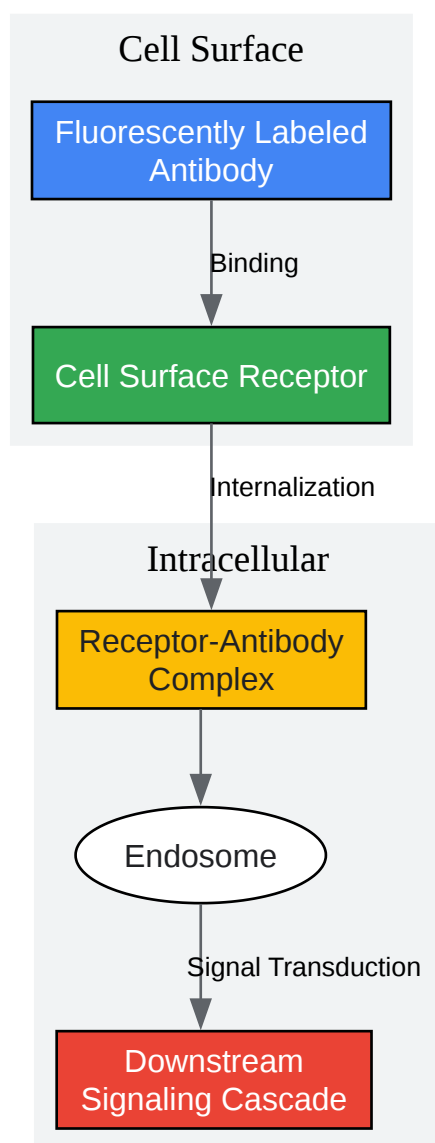 Cell Surface
Fluorescently Labeled
Antibody
Binding
Cell Surface Receptor
Internalization
Intracellular
Receptor-Antibody
Complex
Endosome
Signal Transduction
Downstream
Signaling Cascade